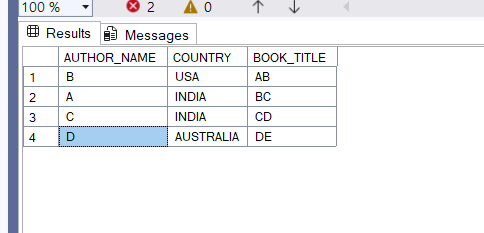 100 % 2 0
Results Messages
AUTHOR_NAME COUNTRY BOOK_TITLE
1 B USA AB
2 A INDIA BC
3 C INDIA CD
4 D AUSTRALIA DE